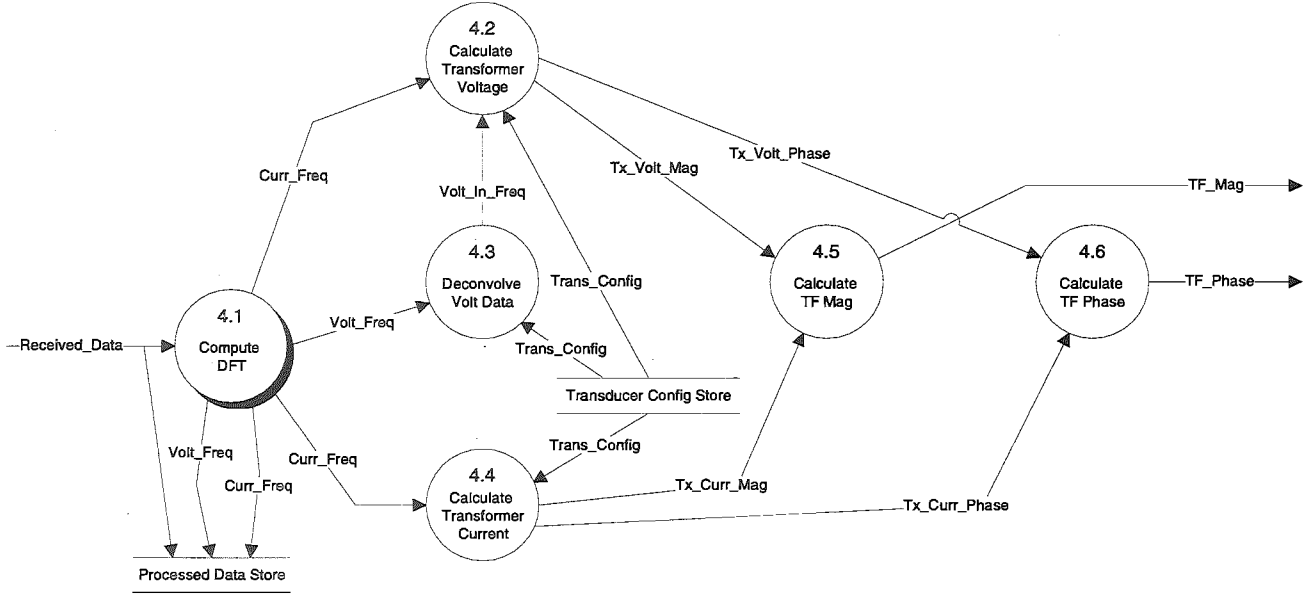 4.2
Calculate
Transformer
Voltage
Curr_Freq
Tx_Volt_Mag
Tx_Volt_Phase
Volt_In_Freq
TF_Mag
4.3
Deconvolve
Volt Data
4.5
Calculate
TF Mag
4.6
Calculate
TF Phase
TF_Phase
Trans_Config
4.1
Compute
DFT
Received_Data
Volt_Freq
Trans_Config
Transducer Config Store
Trans_Config
Volt_Freq
Curr_Freq
Curr_Freq
4.4
Calculate
Transformer
Current
Tx_Curr_Mag
Tx_Curr_Phase
Processed Data Store